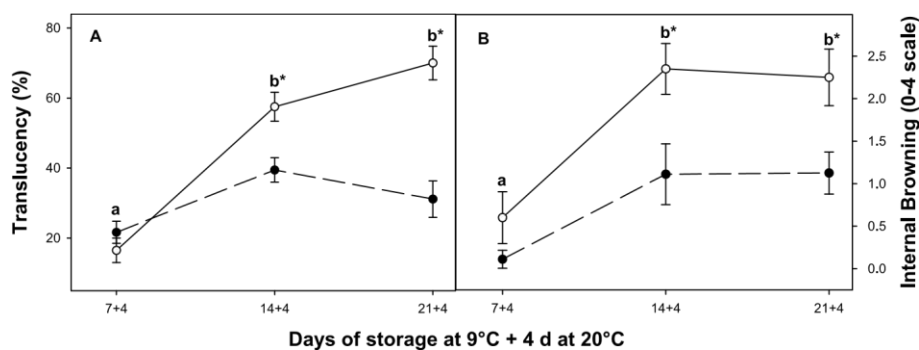 A
B
80
60
40
20
Translucency (%)
a
b*
b*
a
b*
b*
2.5
2.0
1.5
1.0
0.5
0.0
Internal Browning (0-4 scale)
7+4
14+4
21+4
7+4
14+4
21+4
Days of storage at 9°C + 4 d at 20°C